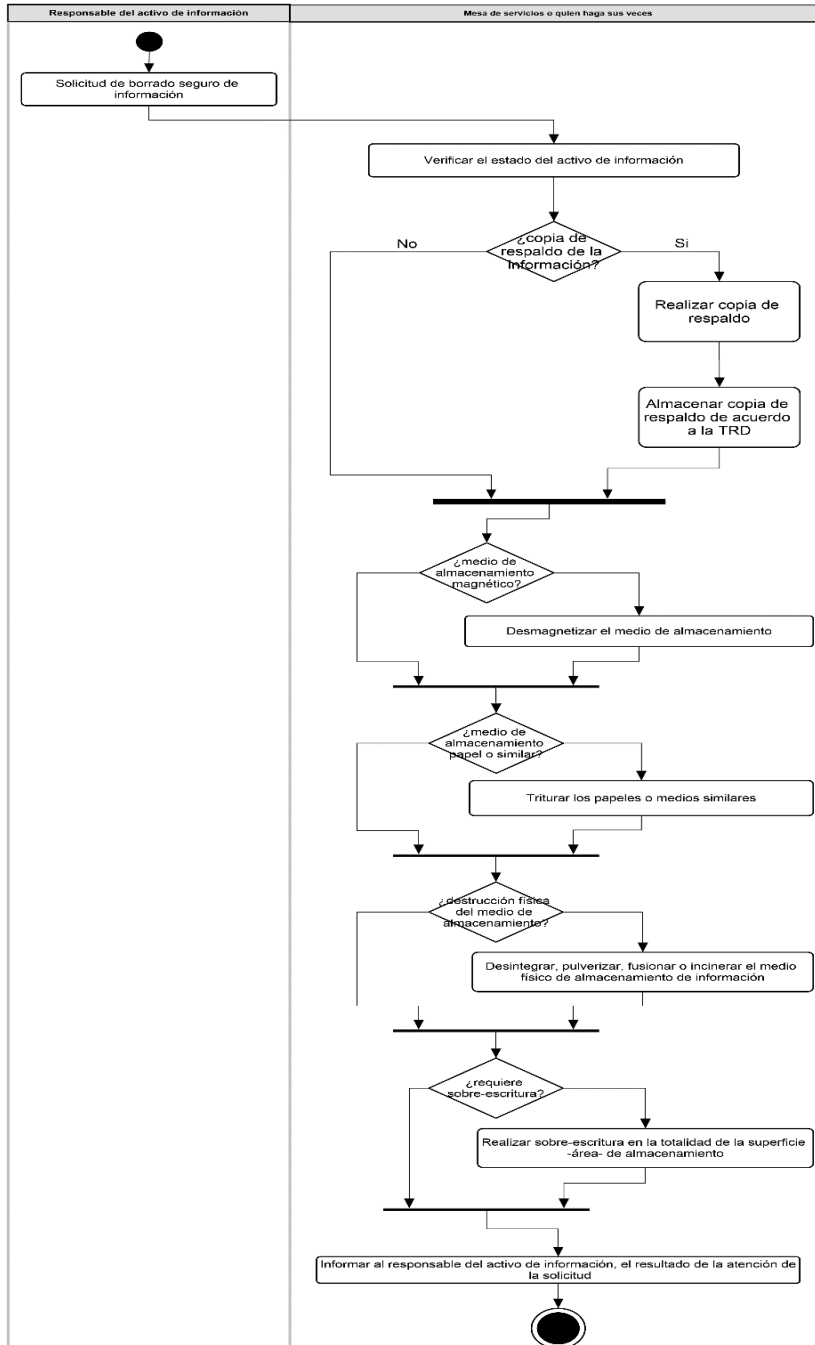 Responsable del activo de información
Mesa de servicios o quien haga sus veces
Solicitud de borrado seguro de
información
Verificar el estado del activo de información
¿copia de
respaldo de la
información?
No
Si
Realizar copia de
respaldo
Almacenar copia de
respaldo de acuerdo
a la TRD
¿medio de
almacenamiento
magnético?
Desmagnetizar el medio de almacenamiento
¿medio de
almacenamiento
papel o similar?
Triturar los papeles o medios similares
¿destrucción física
del medio de
almacenamiento?
Desintegrar, pulverizar, fusionar o incinerar el medio
físico de almacenamiento de información
¿requiere
sobre-escritura?
Realizar sobre-escritura en la totalidad de la superficie
-área- de almacenamiento
Informar al responsable del activo de información, el resultado de la atención de
la solicitud